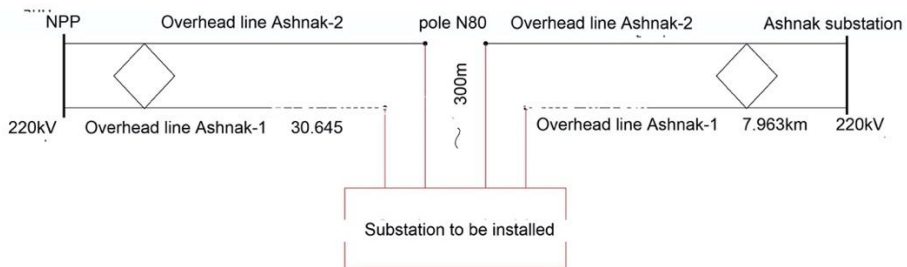 NPP
Overhead line Ashnak-2
pole N80
Overhead line Ashnak-2
Ashnak substation
300m
220kV
Overhead line Ashnak-1
30.645
Overhead line Ashnak-1
7.963km
220kV
Substation to be installed